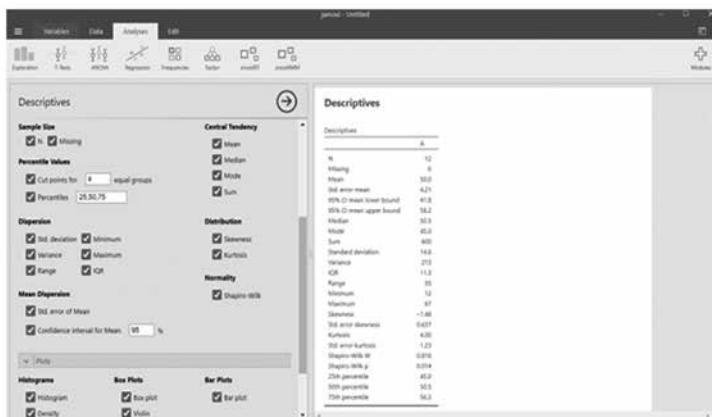 jamovi - Untitled
Variables Data Analyses Edit
Exploration T-Tests ANOVA Regression Frequencies Factor
Modules
Descriptives
Sample Size
N Missing
Percentile Values
Cut points for 4 equal groups
Percentiles 25,50,75
Dispersion
Std. deviation Minimum
Variance Maximum
Range IQR
Mean Dispersion
Std. error of Mean
Confidence interval for Mean 95 %
Central Tendency
Mean
Median
Mode
Sum
Distribution
Skewness
Kurtosis
Normality
Shapiro-Wilk
Plots
Histograms Box Plots Bar Plots
Histogram Box plot Bar plot
Density Violin
Descriptives
Descriptives
A
N 12
Missing 0
Mean 50.0
Std. error mean 4.21
95% CI mean lower bound 41.8
95% CI mean upper bound 58.2
Median 50.5
Mode 45.0
Sum 600
Standard deviation 14.6
Variance 213
IQR 11.3
Range 55
Minimum 12
Maximum 67
Skewness -1.48
Std. error skewness 0.637
Kurtosis 4.00
Std. error kurtosis 1.23
Shapiro-Wilk W 0.816
Shapiro-Wilk p 0.014
25th percentile 45.0
50th percentile 50.5
75th percentile 56.3